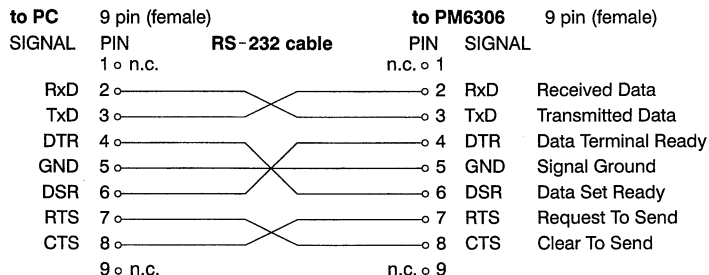 to PC 9 pin (female) to PM6306 9 pin (female)
SIGNAL PIN RS-232 cable PIN SIGNAL
1 n.c. n.c. 1
RxD 2 2 RxD Received Data
TxD 3 3 TxD Transmitted Data
DTR 4 4 DTR Data Terminal Ready
GND 5 5 GND Signal Ground
DSR 6 6 DSR Data Set Ready
RTS 7 7 RTS Request To Send
CTS 8 8 CTS Clear To Send
9 n.c. n.c. 9